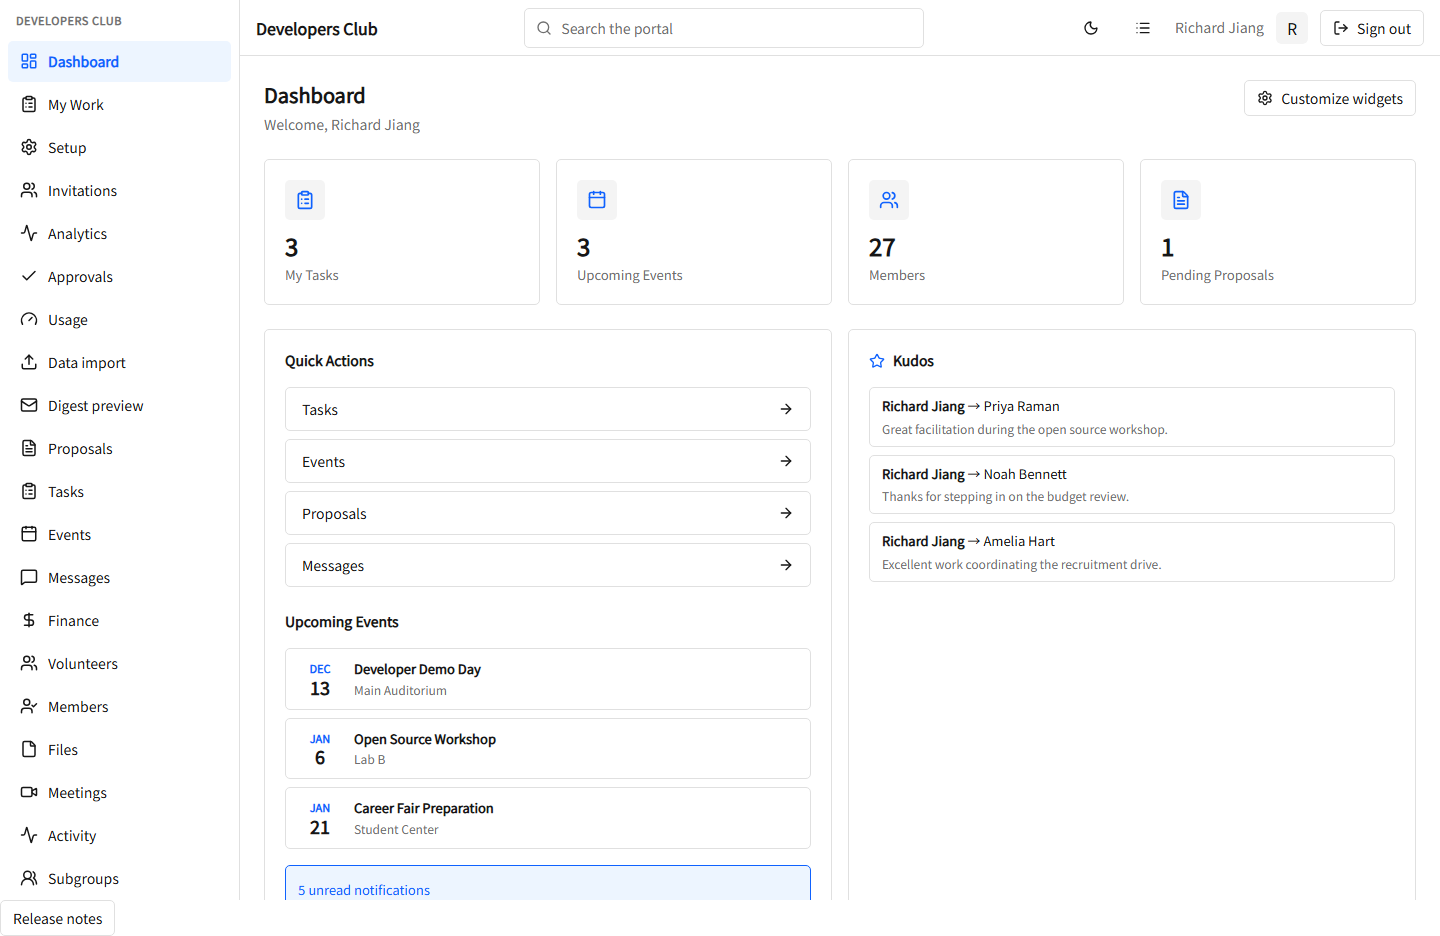 DEVELOPERS CLUB
Dashboard
My Work
Setup
Invitations
Analytics
Approvals
Usage
Data import
Digest preview
Proposals
Tasks
Events
Messages
Finance
Volunteers
Members
Files
Meetings
Activity
Subgroups
Release notes
Developers Club
Search the portal
Richard Jiang
R
Sign out
Dashboard
Welcome, Richard Jiang
Customize widgets
3
My Tasks
3
Upcoming Events
27
Members
1
Pending Proposals
Quick Actions
Tasks
Events
Proposals
Messages
Upcoming Events
DEC
13
Developer Demo Day
Main Auditorium
JAN
6
Open Source Workshop
Lab B
JAN
21
Career Fair Preparation
Student Center
5 unread notifications
Kudos
Richard Jiang → Priya Raman
Great facilitation during the open source workshop.
Richard Jiang → Noah Bennett
Thanks for stepping in on the budget review.
Richard Jiang → Amelia Hart
Excellent work coordinating the recruitment drive.